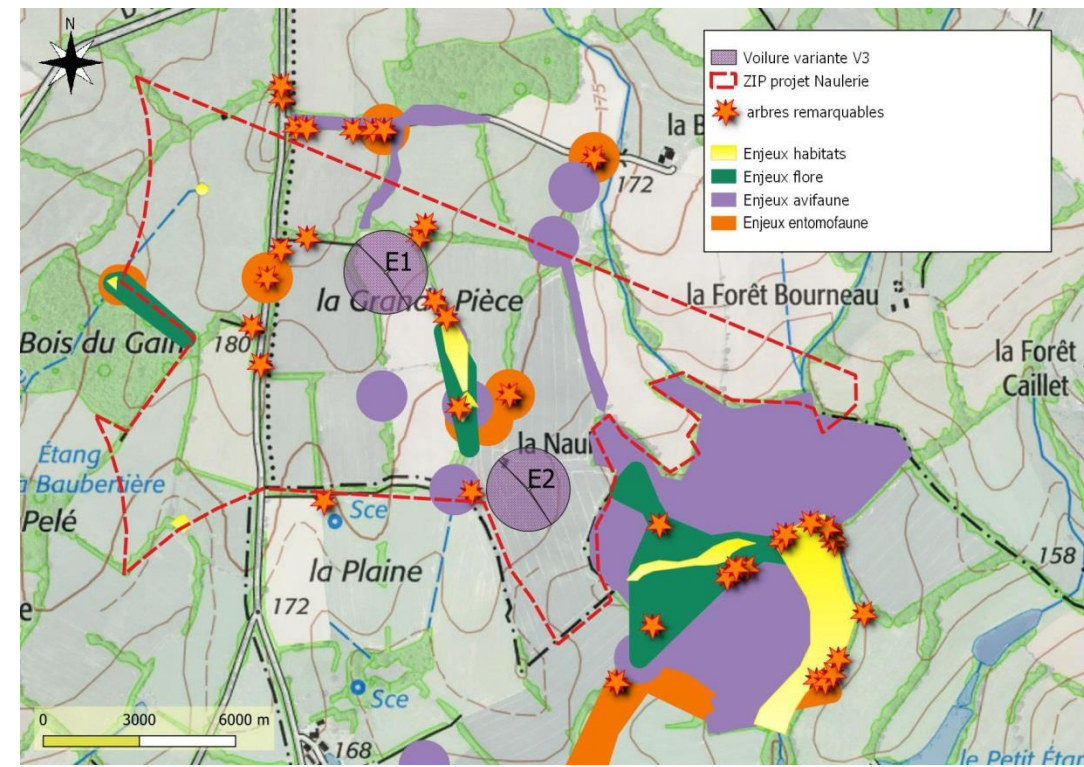 N
Voilure variante V3
ZIP projet Naulerie
arbres remarquables
Enjeux habitats
Enjeux flore
Enjeux avifaune
Enjeux entomofaune
175
la B
172
E1
la Grande Pièce
la Forêt Bourneau
Bois du Gain
180
la Forêt
Caillet
la Naul
Étang
Baubertière
E2
Pelé
Sce
la Plaine
158
172
e
Sce
0 3000 6000 m
168
le Petit Étan